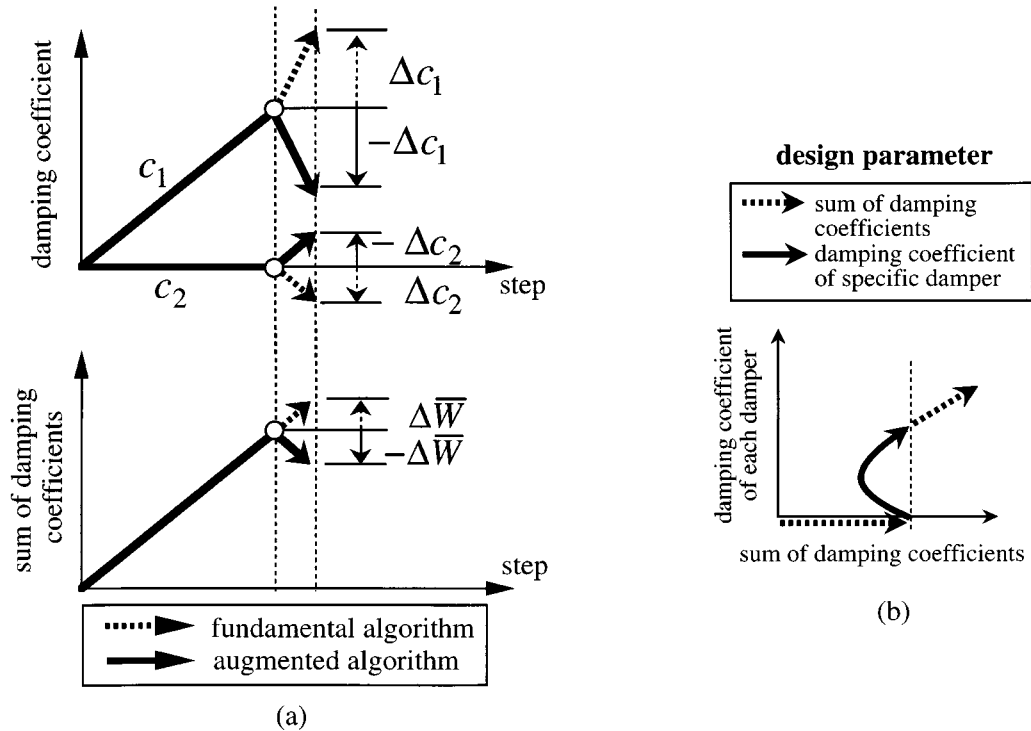 damping coefficient
Δc₁
−Δc₁
c₁
− Δc₂
c₂
step
Δc₂
sum of damping
coefficients
ΔW̅
−ΔW̅
step
fundamental algorithm
augmented algorithm
(a)
design parameter
sum of damping
coefficients
damping coefficient
of specific damper
damping coefficient
of each damper
sum of damping coefficients
(b)